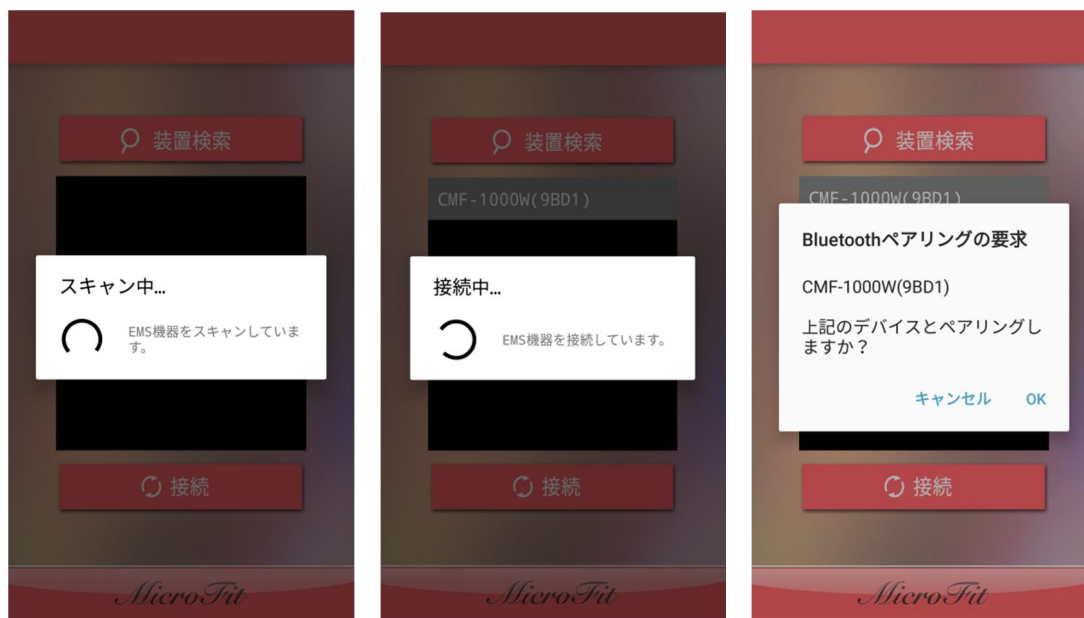 装置検索
スキャン中...
EMS機器をスキャンしていま
す。
接続
MicroFit
装置検索
CMF-1000W(9BD1)
接続中...
EMS機器を接続しています。
接続
MicroFit
装置検索
CMF-1000W(9BD1)
Bluetoothペアリングの要求
CMF-1000W(9BD1)
上記のデバイスとペアリングし
ますか？
キャンセル OK
接続
MicroFit